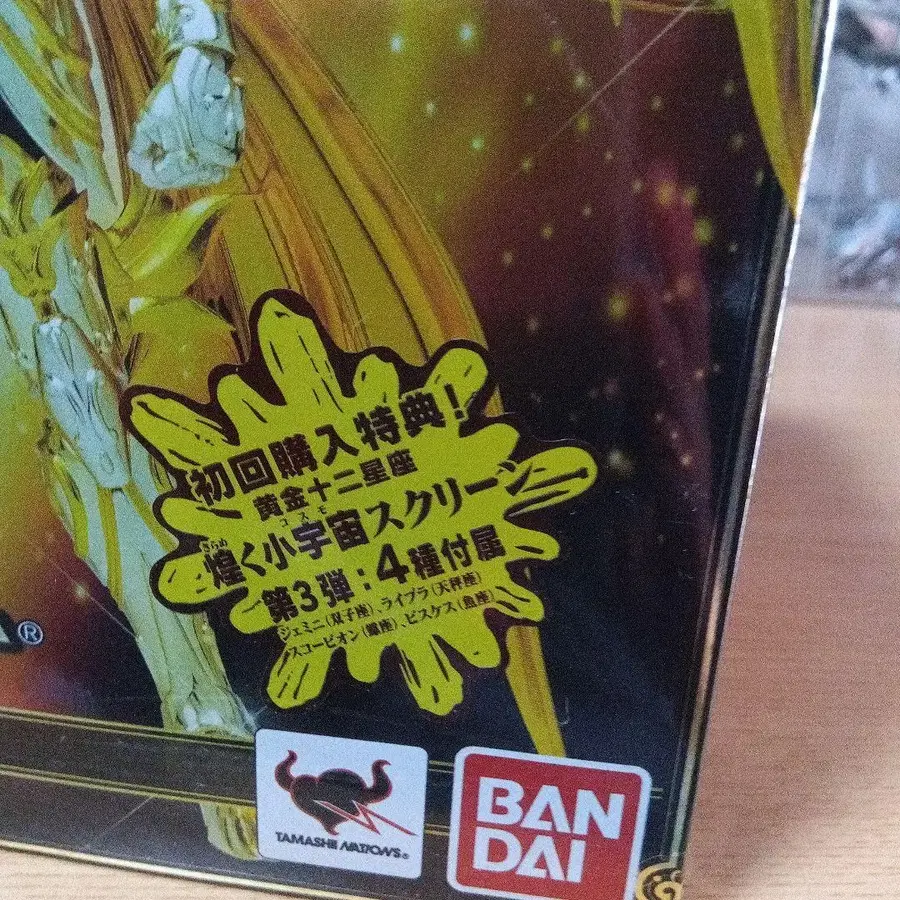 初回購入特典!
黄金十二星座
コスモ
きらめ
煌く小宇宙スクリーン
第3弾:4種付属
ジェミニ(双子座)、ライブラ(天秤座)
スコーピオン(蠍座)、ピスケス(魚座)
A®
TAMASHII NATIONS®
BAN
DAI